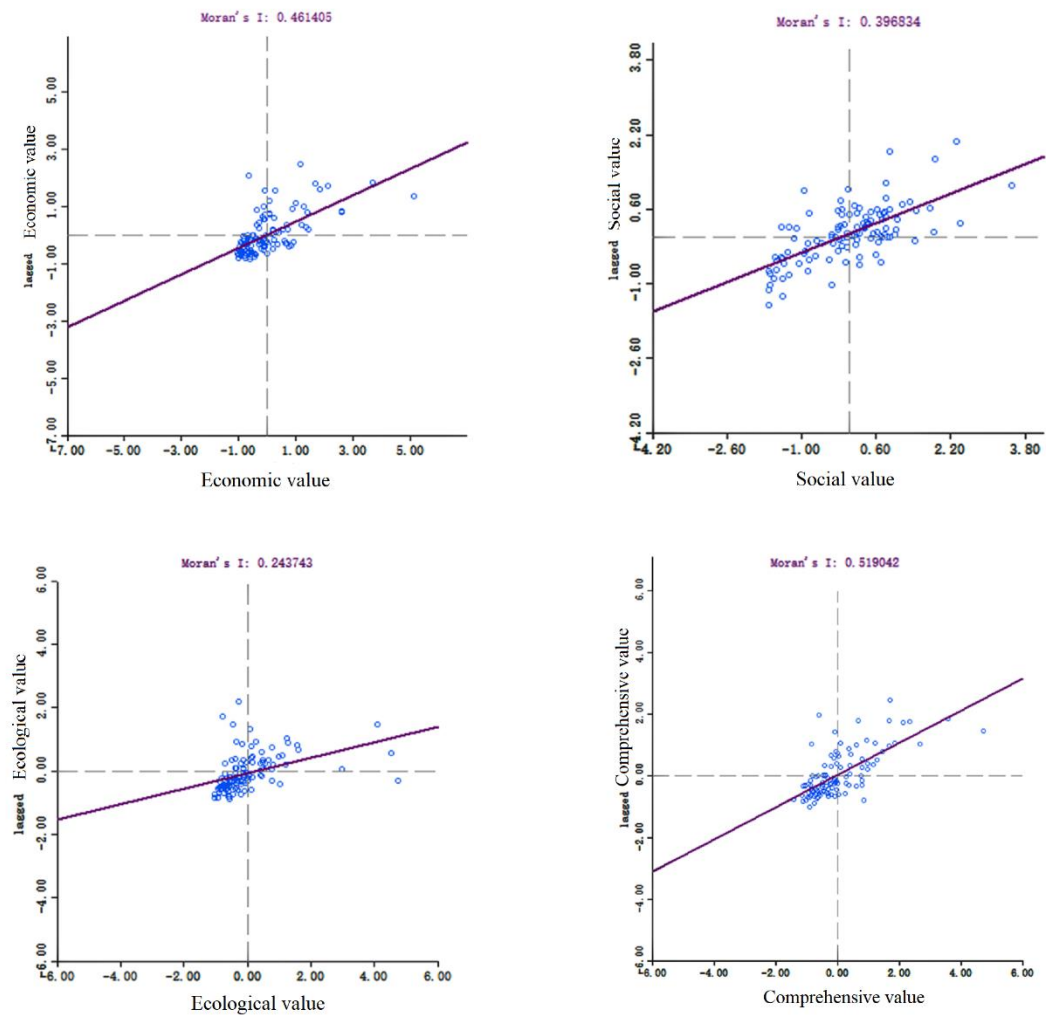 Moran's I: 0.461405
lagged Economic value
5.00
3.00
1.00
-1.00
-3.00
-5.00
-7.00
-7.00 -5.00 -3.00 -1.00 1.00 3.00 5.00
Economic value
Moran's I: 0.396834
lagged Social value
3.80
2.20
0.60
-1.00
-2.60
-4.20
-4.20 -2.60 -1.00 0.60 2.20 3.80
Social value
Moran's I: 0.243743
lagged Ecological value
6.00
4.00
2.00
0.00
-2.00
-4.00
-6.00
-6.00 -4.00 -2.00 0.00 2.00 4.00 6.00
Ecological value
Moran's I: 0.519042
lagged Comprehensive value
6.00
4.00
2.00
0.00
-2.00
-4.00
-6.00
-6.00 -4.00 -2.00 0.00 2.00 4.00 6.00
Comprehensive value